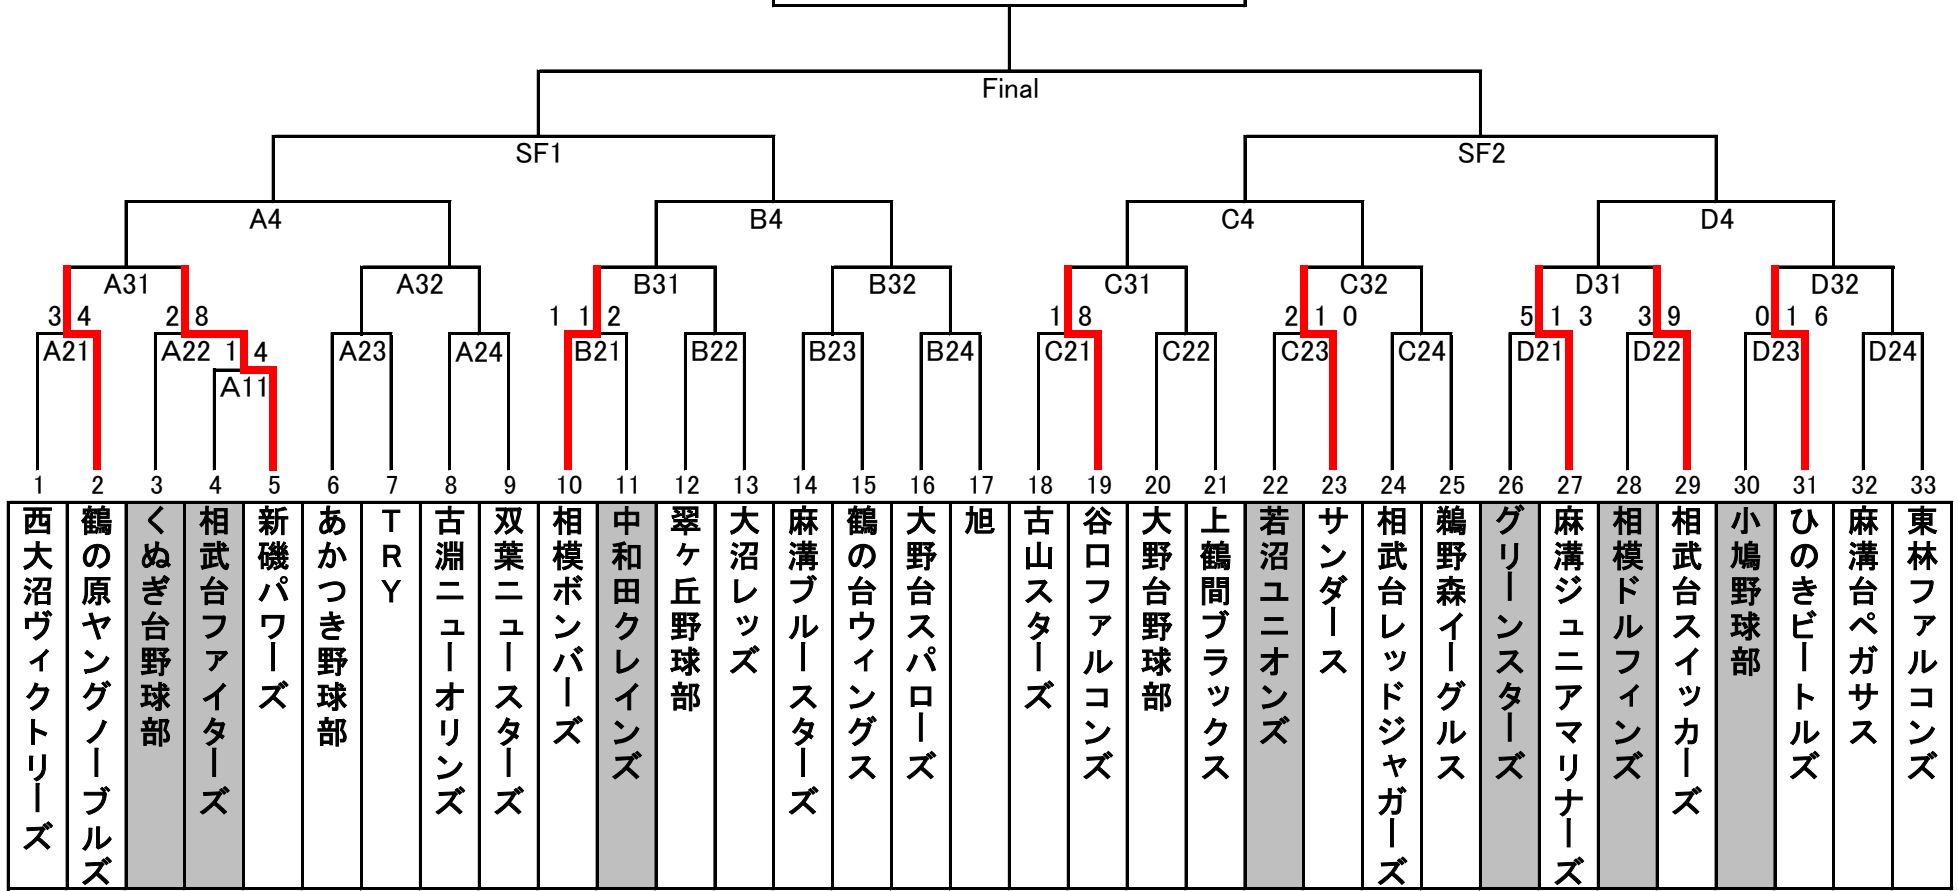 Final
SF1 SF2
A4 B4 C4 D4
A31 A32 B31 B32 C31 C32 D31 D32
3 4 2 8 1 1 2 1 8 2 1 0 5 1 3 3 9 0 1 6
A21 A22 1 4 A23 A24 B21 B22 B23 B24 C21 C22 C23 C24 D21 D22 D23 D24
A11
1 2 3 4 5 6 7 8 9 10 11 12 13 14 15 16 17 18 19 20 21 22 23 24 25 26 27 28 29 30 31 32 33
西大沼ヴィクトリーズ
鶴の原ヤングノーブルズ
くぬぎ台野球部
相武台ファイターズ
新磯パワーズ
あかつき野球部
TRY
古淵ニューオリンズ
双葉ニュースターズ
相模ボンバーズ
中和田クレインズ
翠ヶ丘野球部
大沼レッズ
麻溝ブルースターズ
鶴の台ウィングス
大野台スパローズ
旭
古山スターズ
谷口ファルコンズ
大野台野球部
上鶴間ブラックス
若沼ユニオンズ
サンダース
相武台レッドジャガーズ
鵜野森イーグルス
グリーンスターズ
麻溝ジュニアマリナーズ
相模ドルフィンズ
相武台スイッカーズ
小鳩野球部
ひのきビートルズ
麻溝台ペガサス
東林ファルコンズ